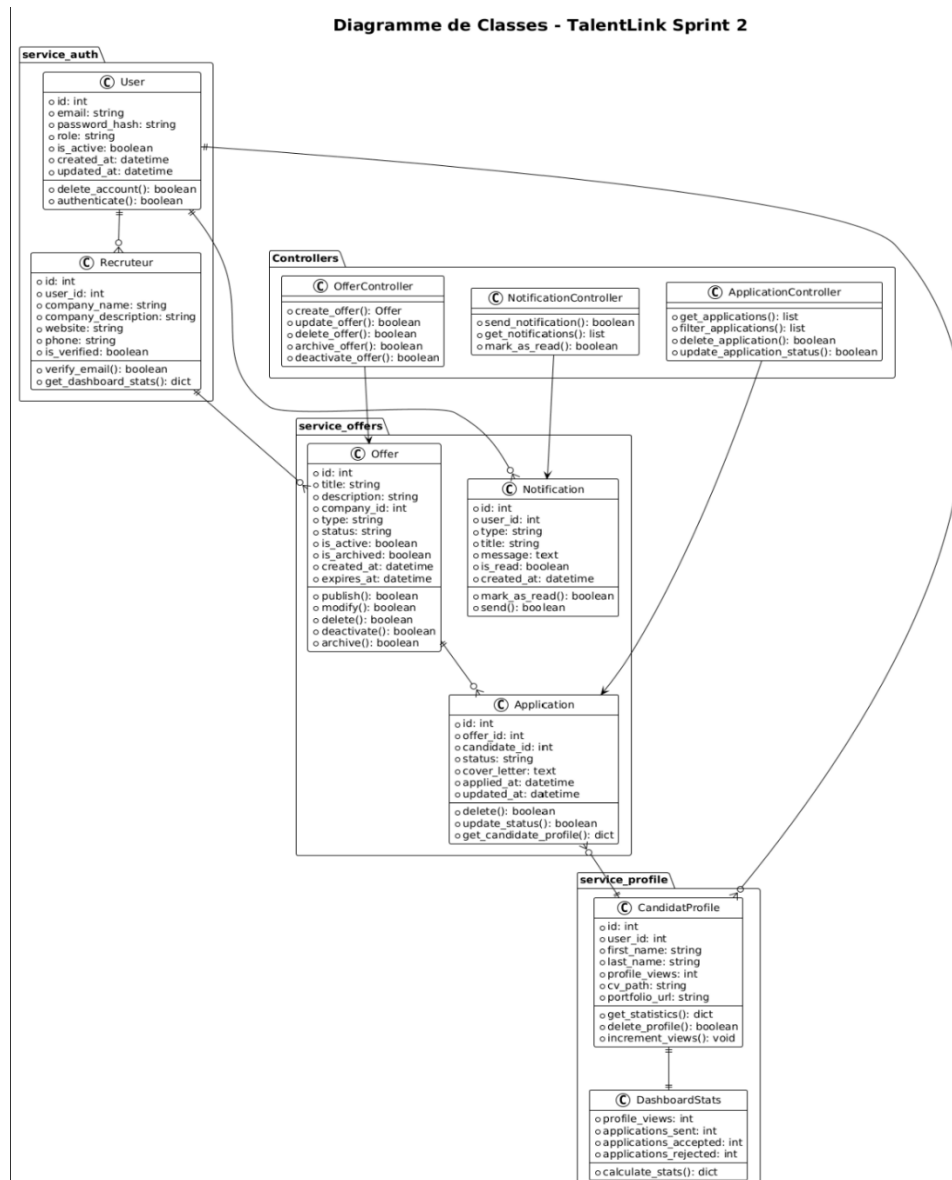 Diagramme de Classes - TalentLink Sprint 2
service_auth
C User
id: int
email: string
password_hash: string
role: string
is_active: boolean
created_at: datetime
updated_at: datetime
delete_account(): boolean
authenticate(): boolean
C Recruteur
id: int
user_id: int
company_name: string
company_description: string
website: string
phone: string
is_verified: boolean
verify_email(): boolean
get_dashboard_stats(): dict
Controllers
C OfferController
create_offer(): Offer
update_offer(): boolean
delete_offer(): boolean
archive_offer(): boolean
deactivate_offer(): boolean
C NotificationController
send_notification(): boolean
get_notifications(): list
mark_as_read(): boolean
C ApplicationController
get_applications(): list
filter_applications(): list
delete_application(): boolean
update_application_status(): boolean
service_offers
C Offer
id: int
title: string
description: string
company_id: int
type: string
status: string
is_active: boolean
is_archived: boolean
created_at: datetime
expires_at: datetime
publish(): boolean
modify(): boolean
delete(): boolean
deactivate(): boolean
archive(): boolean
C Notification
id: int
user_id: int
type: string
title: string
message: text
is_read: boolean
created_at: datetime
mark_as_read(): boolean
send(): boolean
C Application
id: int
offer_id: int
candidate_id: int
status: string
cover_letter: text
applied_at: datetime
updated_at: datetime
delete(): boolean
update_status(): boolean
get_candidate_profile(): dict
service_profile
C CandidatProfile
id: int
user_id: int
first_name: string
last_name: string
profile_views: int
cv_path: string
portfolio_url: string
get_statistics(): dict
delete_profile(): boolean
increment_views(): void
C DashboardStats
profile_views: int
applications_sent: int
applications_accepted: int
applications_rejected: int
calculate_stats(): dict